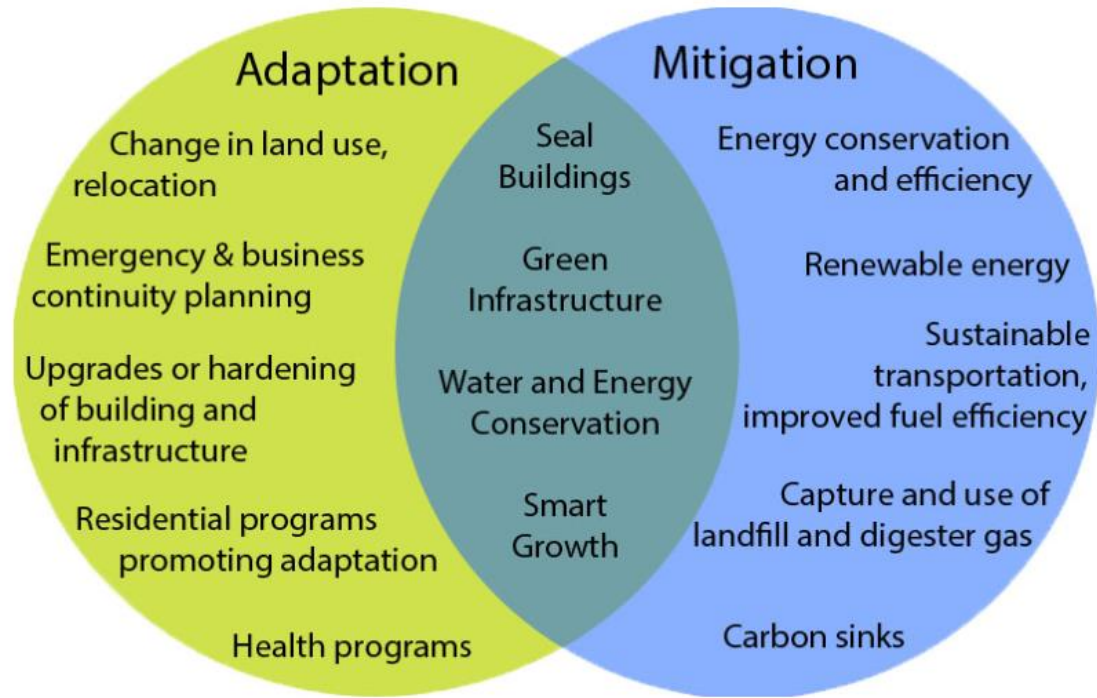 Adaptation
Change in land use,
relocation
Emergency & business
continuity planning
Upgrades or hardening
of building and
infrastructure
Residential programs
promoting adaptation
Health programs
Seal
Buildings
Green
Infrastructure
Water and Energy
Conservation
Smart
Growth
Mitigation
Energy conservation
and efficiency
Renewable energy
Sustainable
transportation,
improved fuel efficiency
Capture and use of
landfill and digester gas
Carbon sinks